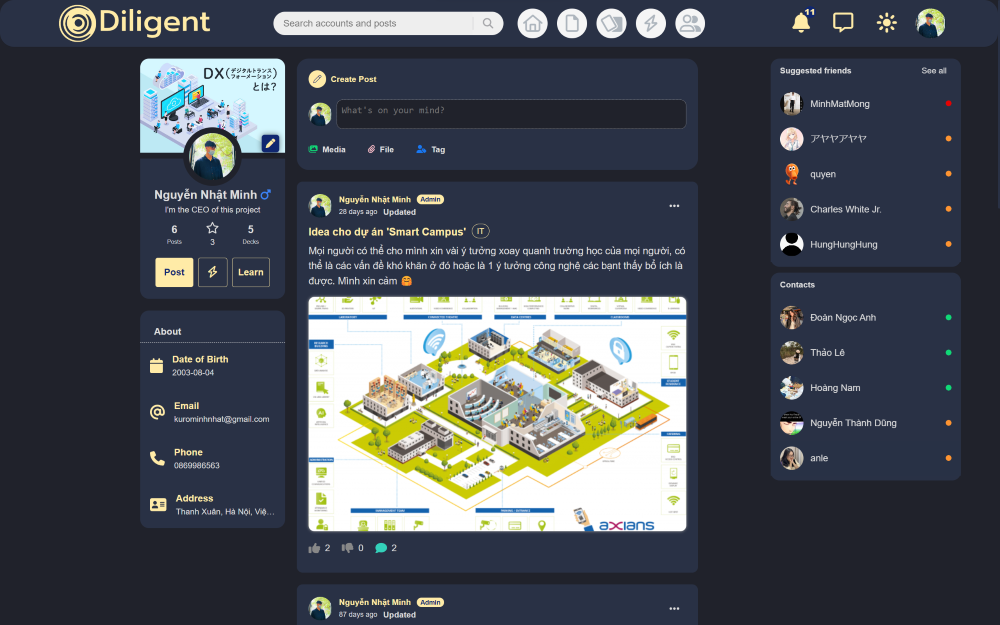 Diligent
Search accounts and posts
11
DX(デジタルトランスフォーメーション)
とは?
Nguyễn Nhật Minh
I'm the CEO of this project
6
3
5
Posts
Decks
Post
Learn
About
Date of Birth
2003-08-04
Email
kurominhnhat@gmail.com
Phone
0869986563
Address
Thanh Xuân, Hà Nội, Việ...
Create Post
What's on your mind?
Media
File
Tag
Nguyễn Nhật Minh Admin
28 days ago Updated
Idea cho dự án 'Smart Campus' IT
Mọi người có thể cho mình xin vài ý tưởng xoay quanh trường học của mọi người, có
thể là các vấn đề khó khăn ở đó hoặc là 1 ý tưởng công nghệ các bạnt thấy bổ ích là
được. Mình xin cảm 🤗
axians
2
0
2
Nguyễn Nhật Minh Admin
87 days ago Updated
Suggested friends
See all
MinhMatMong
アヤヤアヤヤ
quyen
Charles White Jr.
HungHungHung
Contacts
Đoàn Ngọc Anh
Thảo Lê
Hoàng Nam
Nguyễn Thành Dũng
anle